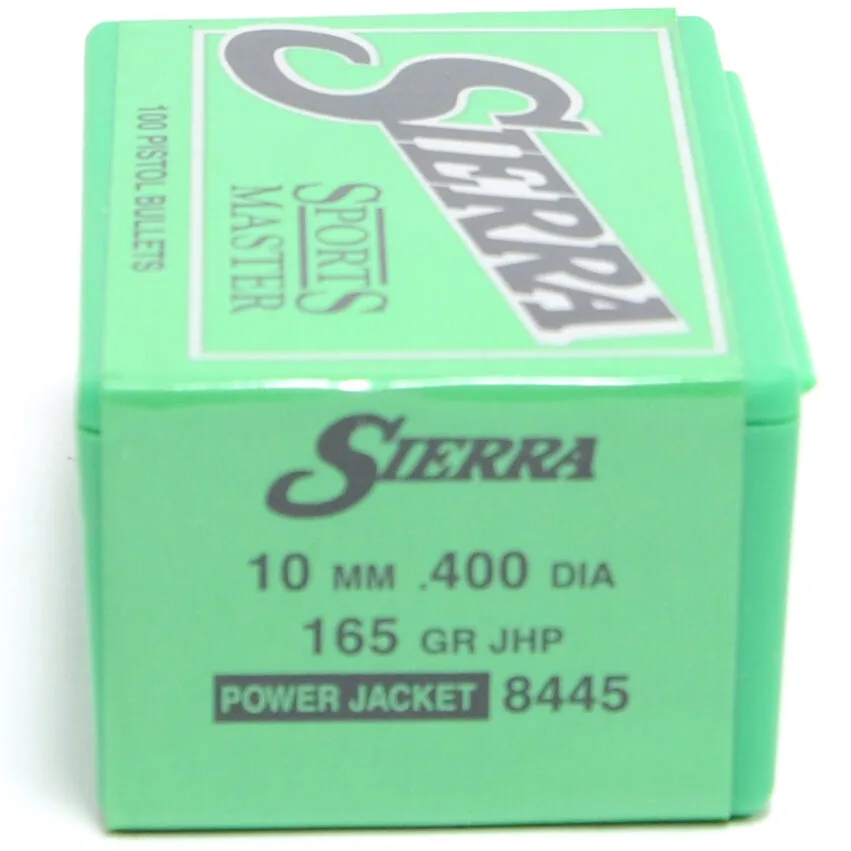 SIERRA
SPORTS
MASTER
100 PISTOL BULLETS
SIERRA
10 MM .400 DIA
165 GR JHP
POWER JACKET 8445